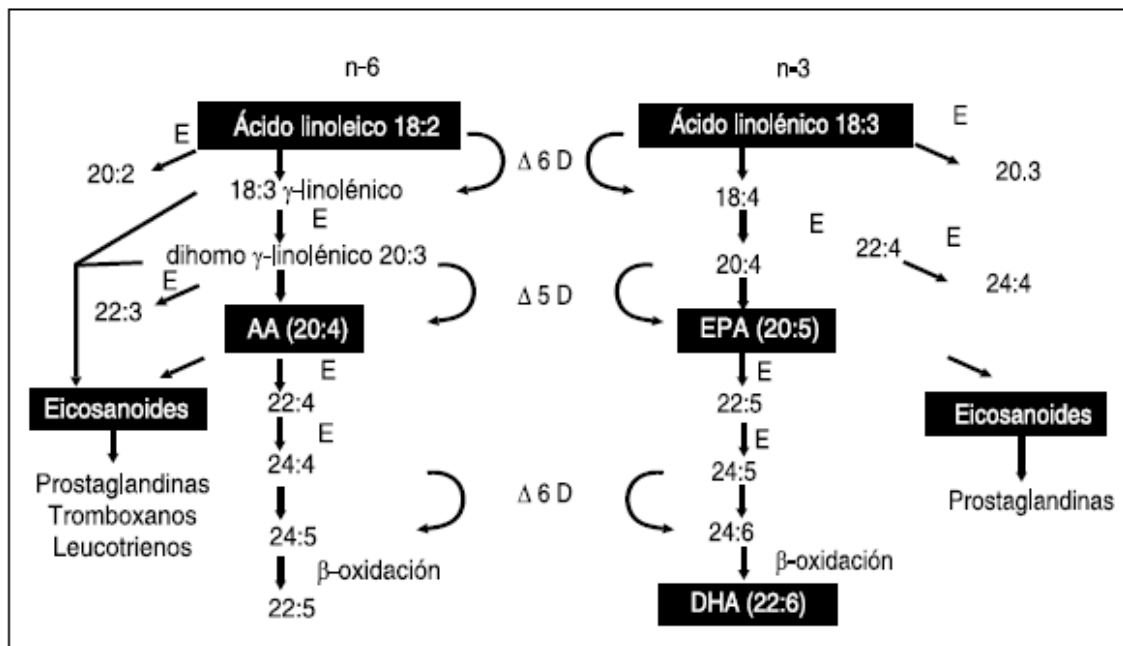 n-6 n-3
Ácido linoleico 18:2 Ácido linolénico 18:3 E
E Δ 6 D
20:2 20.3
18:3 γ-linolénico 18:4
E E 22:4 E
dihomo γ-linolénico 20:3 20:4 24:4
E
22:3 Δ 5 D
AA (20:4) EPA (20:5)
E E
22:4 22:5
Eicosanoides Eicosanoides
E E
24:4 24:5
Prostaglandinas Δ 6 D Prostaglandinas
Tromboxanos
24:5 24:6
Leucotrienos
β-oxidación β-oxidación
22:5 DHA (22:6)